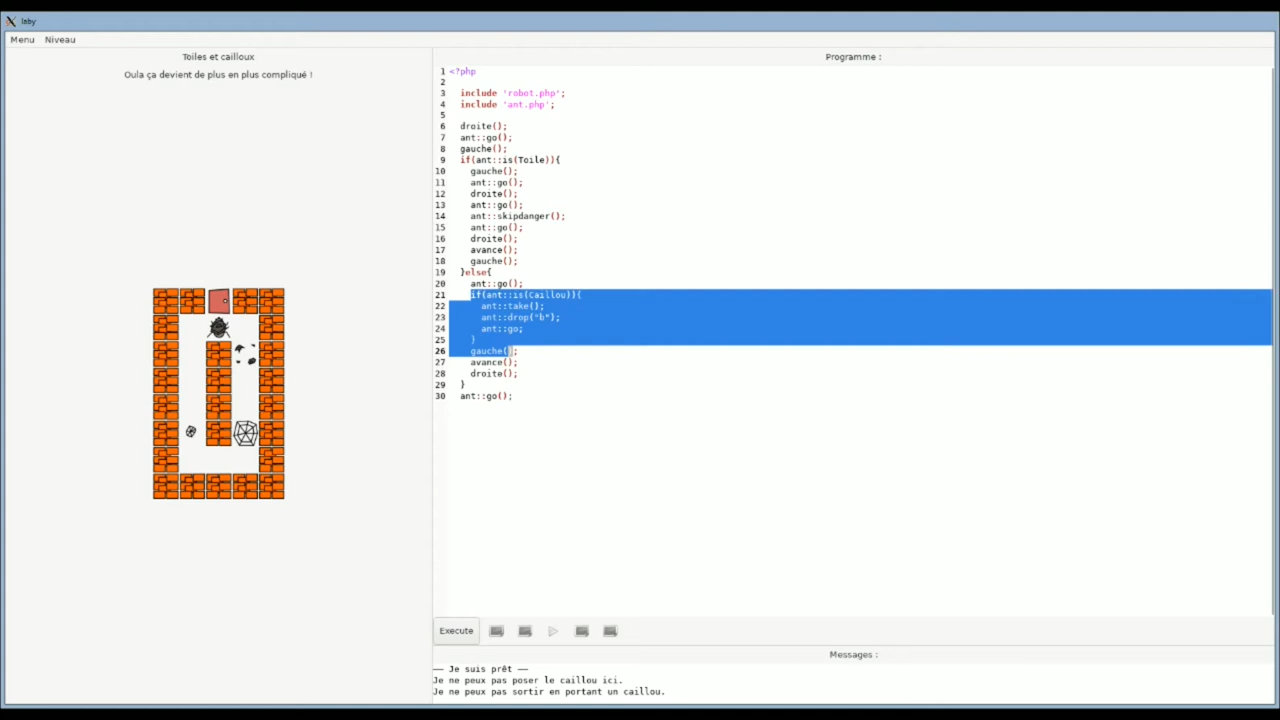 laby
Menu Niveau
Toiles et cailloux
Oula ça devient de plus en plus compliqué !
Programme :
1 <?php
2
3 include 'robot.php';
4 include 'ant.php';
5
6 droite();
7 ant::go();
8 gauche();
9 if(ant::is(Toile)){
10 gauche();
11 ant::go();
12 droite();
13 ant::go();
14 ant::skipdanger();
15 ant::go();
16 droite();
17 avance();
18 gauche();
19 }else{
20 ant::go();
21 if(ant::is(Caillou)){
22 ant::take();
23 ant::drop("b");
24 ant::go;
25 }
26 gauche();
27 avance();
28 droite();
29 }
30 ant::go();
Execute
Messages :
—— Je suis prêt ——
Je ne peux pas poser le caillou ici.
Je ne peux pas sortir en portant un caillou.